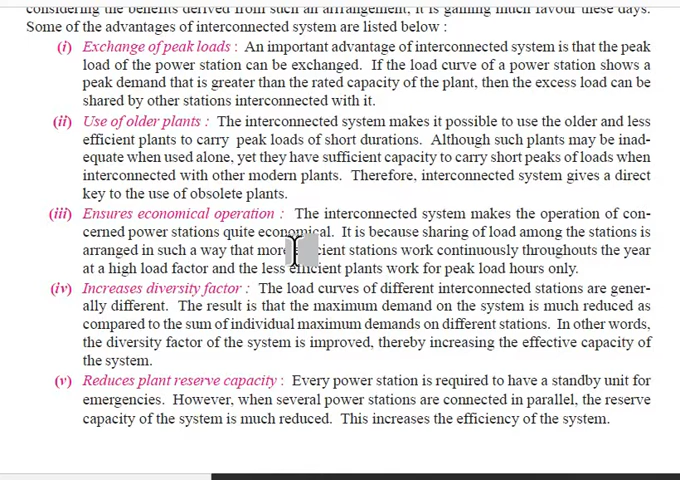 considering the benefits derived from such an arrangement, it is gaining much favour these days.
Some of the advantages of interconnected system are listed below :
(i) Exchange of peak loads : An important advantage of interconnected system is that the peak
load of the power station can be exchanged. If the load curve of a power station shows a
peak demand that is greater than the rated capacity of the plant, then the excess load can be
shared by other stations interconnected with it.
(ii) Use of older plants : The interconnected system makes it possible to use the older and less
efficient plants to carry peak loads of short durations. Although such plants may be inad-
equate when used alone, yet they have sufficient capacity to carry short peaks of loads when
interconnected with other modern plants. Therefore, interconnected system gives a direct
key to the use of obsolete plants.
(iii) Ensures economical operation : The interconnected system makes the operation of con-
cerned power stations quite economical. It is because sharing of load among the stations is
arranged in such a way that more efficient stations work continuously throughouts the year
at a high load factor and the less efficient plants work for peak load hours only.
(iv) Increases diversity factor : The load curves of different interconnected stations are gener-
ally different. The result is that the maximum demand on the system is much reduced as
compared to the sum of individual maximum demands on different stations. In other words,
the diversity factor of the system is improved, thereby increasing the effective capacity of
the system.
(v) Reduces plant reserve capacity : Every power station is required to have a standby unit for
emergencies. However, when several power stations are connected in parallel, the reserve
capacity of the system is much reduced. This increases the efficiency of the system.